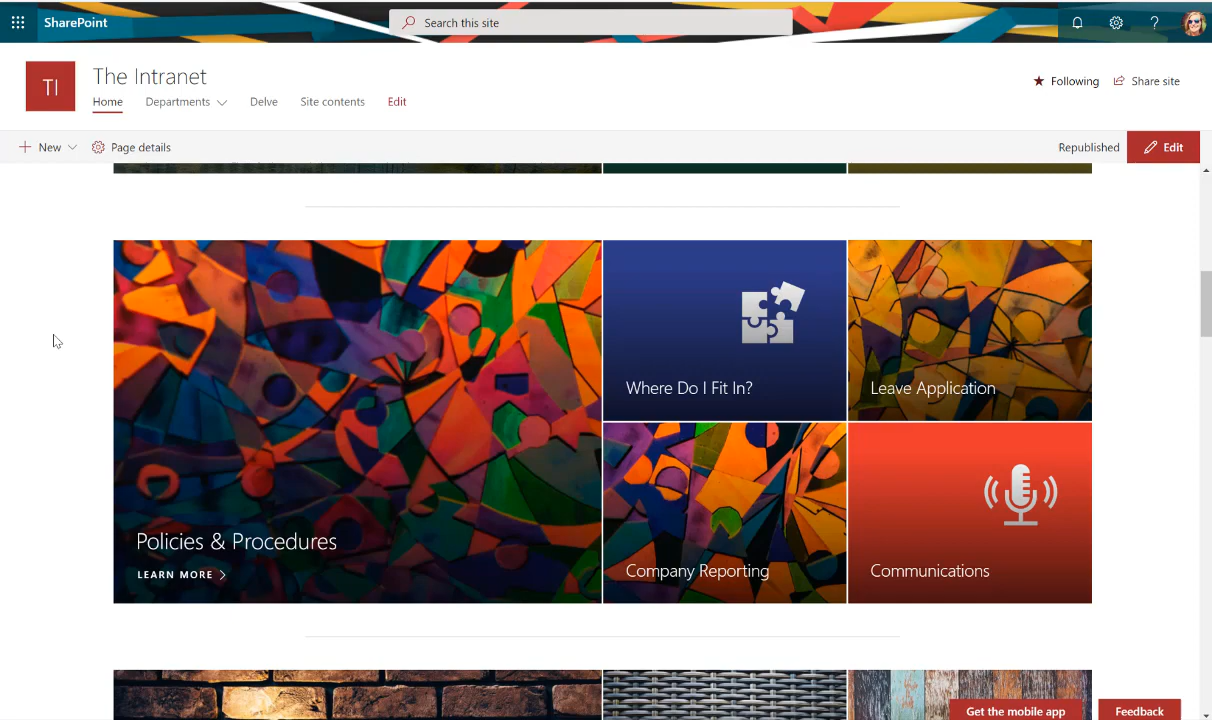 SharePoint
Search this site
?
TI
The Intranet
Following
Share site
Home
Departments
Delve
Site contents
Edit
New
Page details
Republished
Edit
Where Do I Fit In?
Leave Application
Policies & Procedures
LEARN MORE
Company Reporting
Communications
Get the mobile app
Feedback